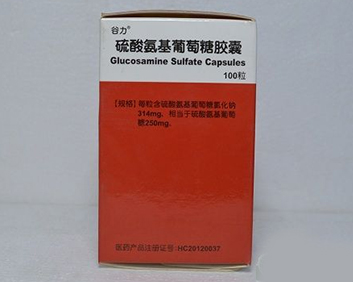 谷力®
硫酸氨基葡萄糖胶囊
Glucosamine Sulfate Capsules
100粒
【规格】每粒含硫酸氨基葡萄糖氯化钠
314mg,相当于硫酸氨基葡萄
糖250mg.
医药产品注册证号:HC20120037